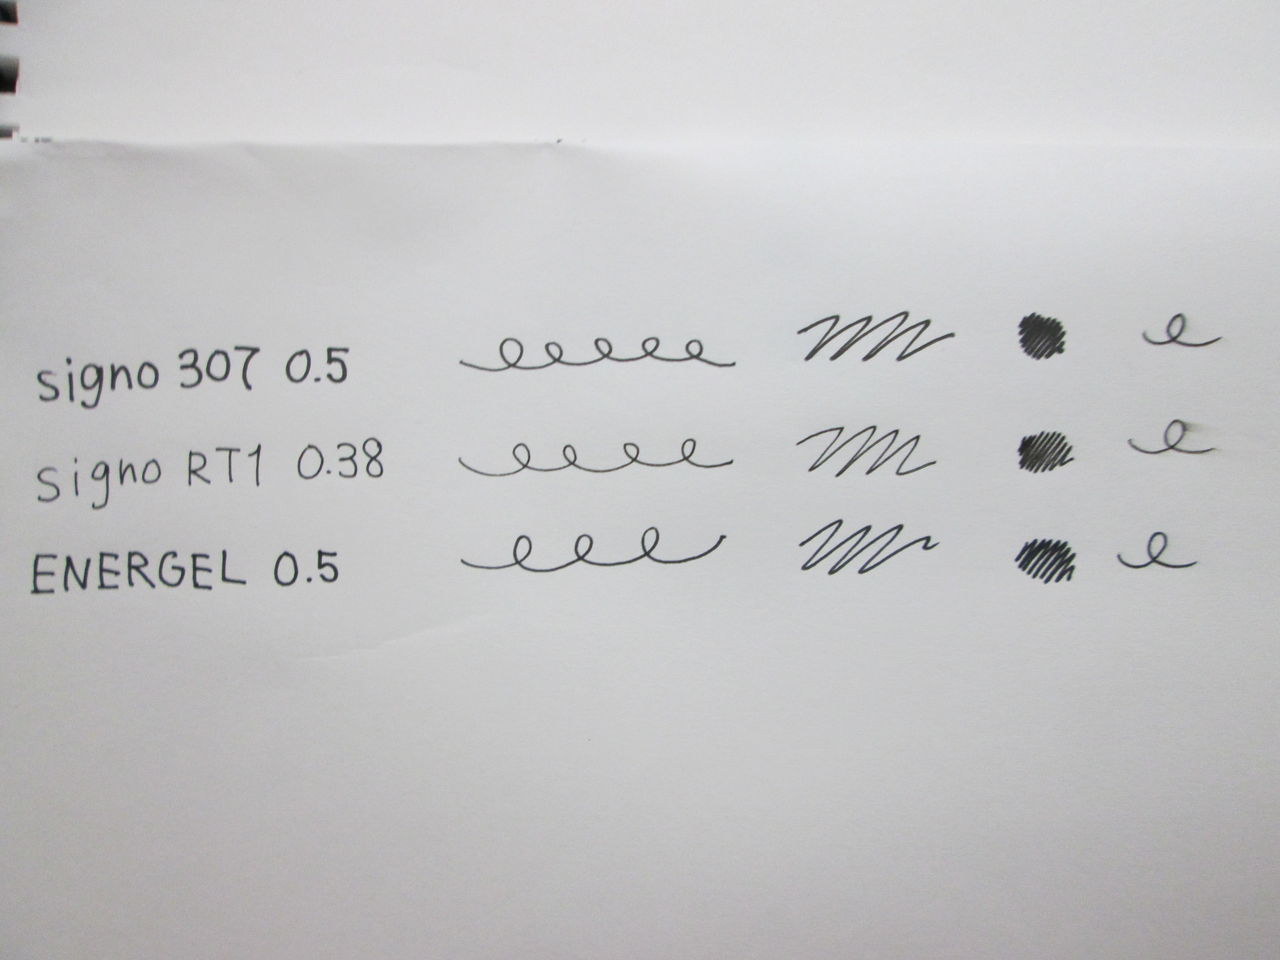 signo 307 0.5
signo RT1 0.38
ENERGEL 0.5